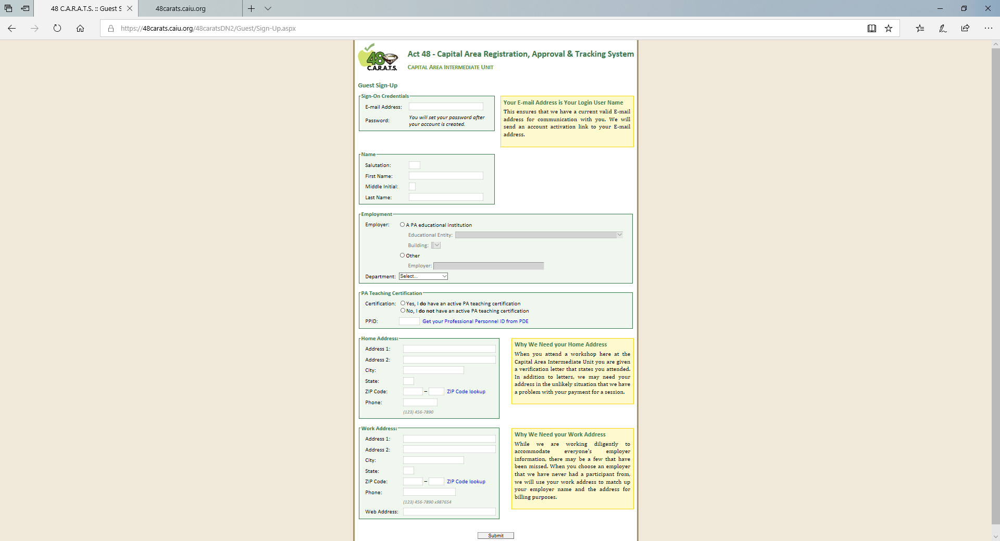 48 C.A.R.A.T.S. :: Guest S
48carats.caiu.org
https://48carats.caiu.org/48caratsDN2/Guest/Sign-Up.aspx
48
C.A.R.A.T.S.
Act 48 - Capital Area Registration, Approval & Tracking System
CAPITAL AREA INTERMEDIATE UNIT
Guest Sign-Up
Sign-On Credentials
E-mail Address:
Password:
You will set your password after
your account is created.
Your E-mail Address is Your Login User Name
This ensures that we have a current valid E-mail
address for communication with you. We will
send an account activation link to your E-mail
address.
Name
Salutation:
First Name:
Middle Initial:
Last Name:
Employment
Employer:
A PA educational institution
Educational Entity:
Building:
Other
Employer:
Department:
Select...
PA Teaching Certification
Certification:
Yes, I do have an active PA teaching certification
No, I do not have an active PA teaching certification
PPID:
Get your Professional Personnel ID from PDE
Home Address:
Address 1:
Address 2:
City:
State:
ZIP Code: – ZIP Code lookup
Phone:
(123) 456-7890
Why We Need your Home Address
When you attend a workshop here at the
Capital Area Intermediate Unit you are given
a verification letter that states you attended.
In addition to letters, we may need your
address in the unlikely situation that we have
a problem with your payment for a session.
Work Address:
Address 1:
Address 2:
City:
State:
ZIP Code: – ZIP Code lookup
Phone:
(123) 456-7890 x987654
Web Address:
Why We Need your Work Address
While we are working diligently to
accommodate everyone's employer
information, there may be a few that have
been missed. When you choose an employer
that we have never had a participant from,
we will use your work address to match up
your employer name and the address for
billing purposes.
Submit